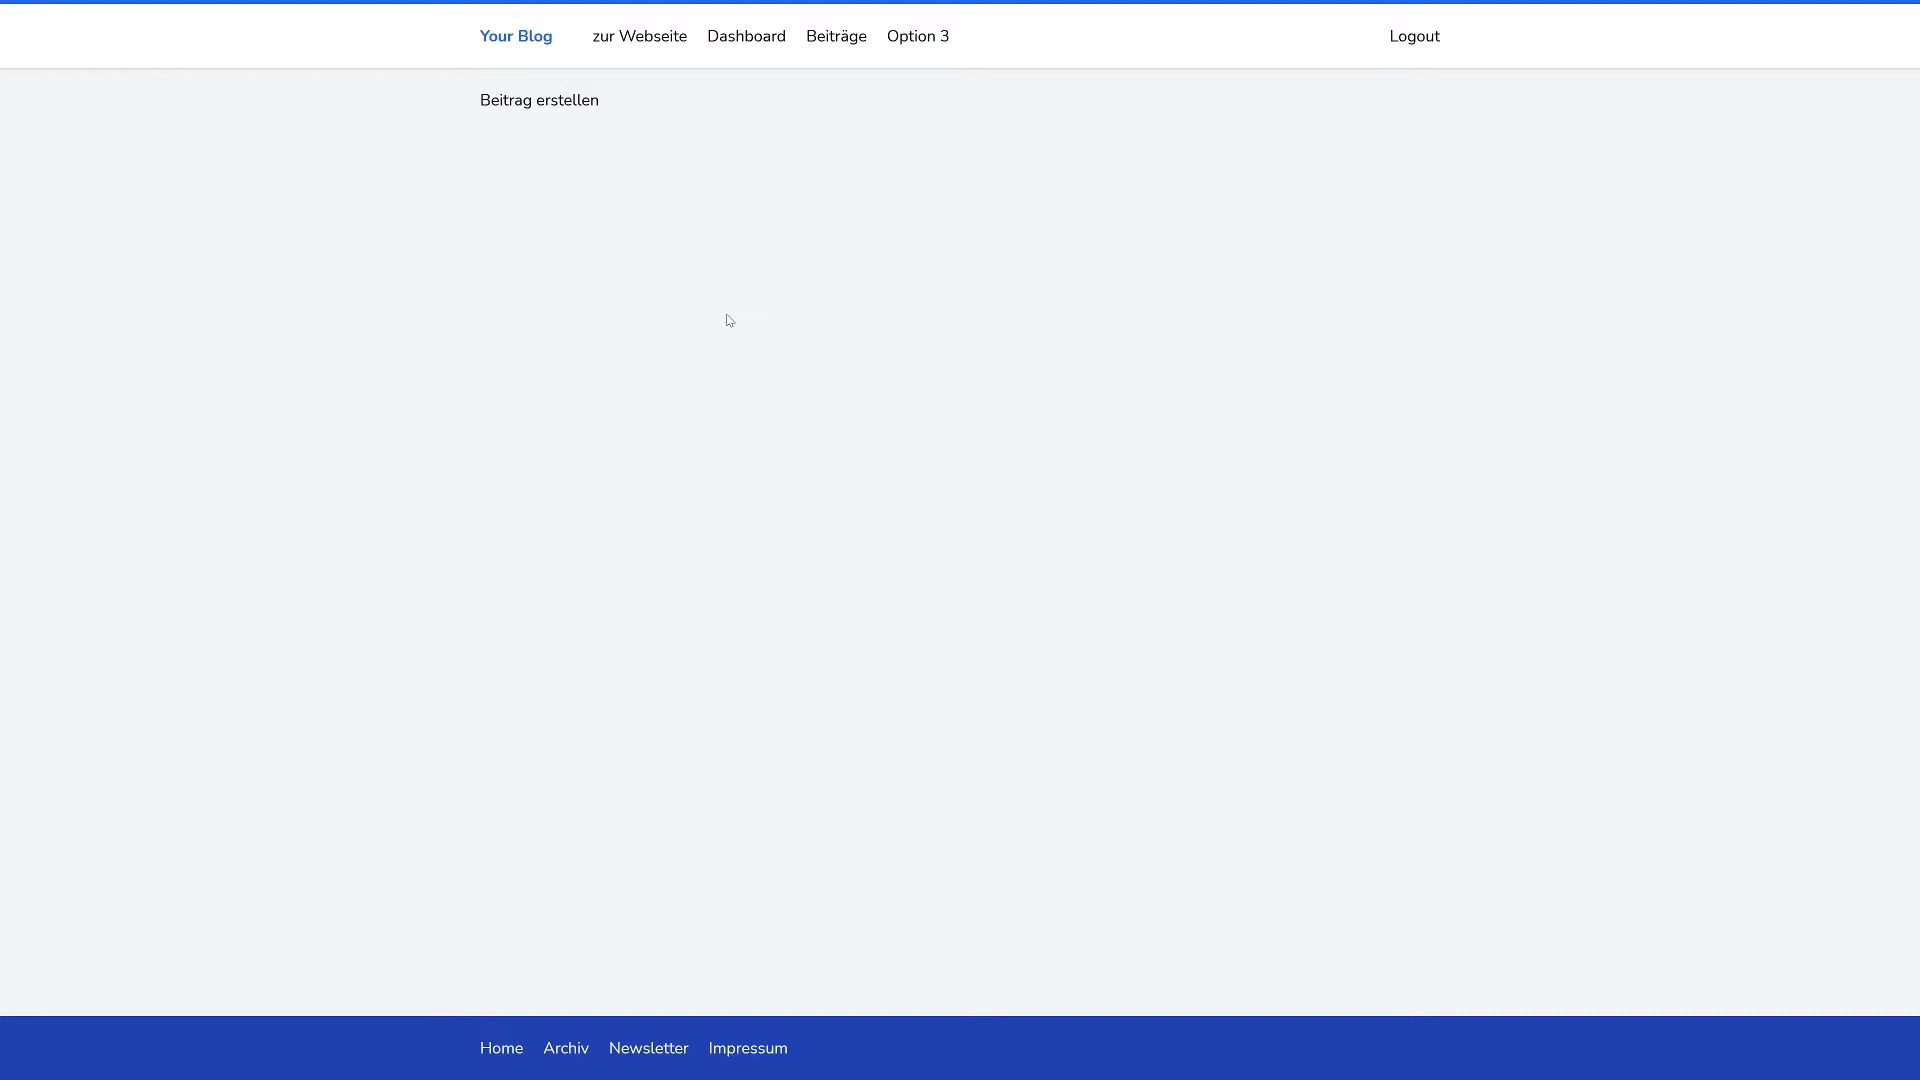 Your Blog zur Webseite Dashboard Beiträge Option 3 Logout
Beitrag erstellen
Home Archiv Newsletter Impressum